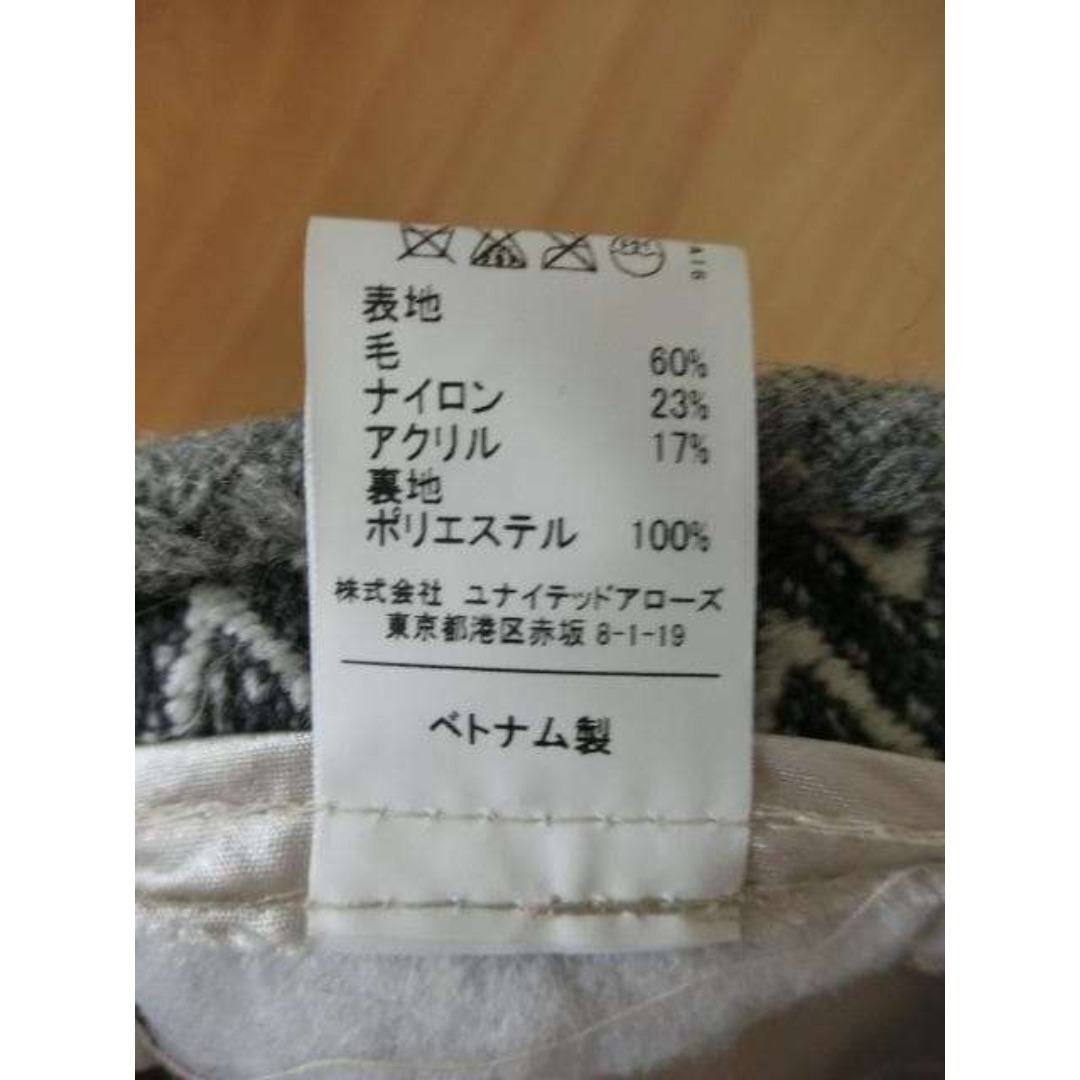 A16
表地
毛 60%
ナイロン 23%
アクリル 17%
裏地
ポリエステル 100%
株式会社 ユナイテッドアローズ
東京都港区赤坂 8-1-19
ベトナム製